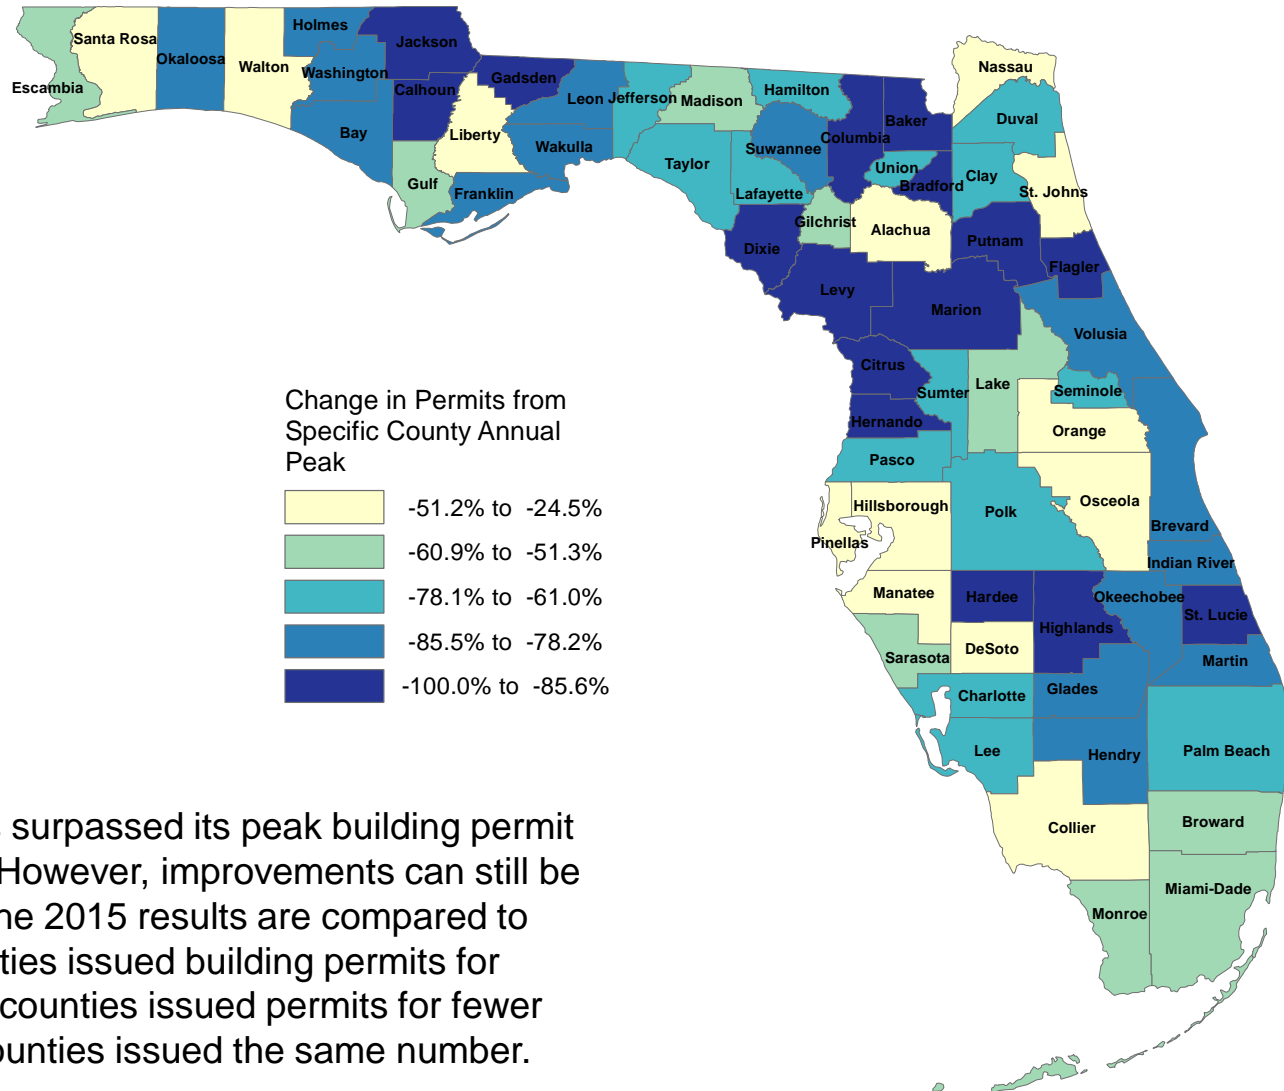 Nassau
Holmes
Santa Rosa
Jackson
Okaloosa
Walton
Washington
Gadsden
Escambia
Calhoun
Leon
Jefferson
Madison
Hamilton
Baker
Duval
Bay
Liberty
Wakulla
Columbia
Suwannee
Taylor
Union
Clay
Gulf
Franklin
Lafayette
Bradford
St. Johns
Gilchrist
Alachua
Dixie
Putnam
Flagler
Levy
Marion
Volusia
Citrus
Lake
Sumter
Seminole
Hernando
Orange
Pasco
Osceola
Hillsborough
Polk
Brevard
Pinellas
Indian River
Manatee
Hardee
Okeechobee
St. Lucie
Highlands
DeSoto
Sarasota
Martin
Charlotte
Glades
Lee
Hendry
Palm Beach
Collier
Broward
Miami-Dade
Monroe
Change in Permits from
Specific County Annual
Peak
-51.2% to -24.5%
-60.9% to -51.3%
-78.1% to -61.0%
-85.5% to -78.2%
-100.0% to -85.6%
surpassed its peak building permit
However, improvements can still be
2015 results are compared to
issued building permits for
counties issued permits for fewer
issued the same number.